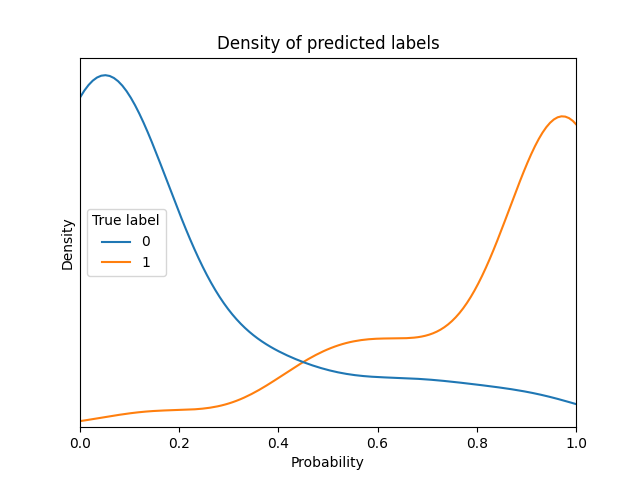 Density of predicted labels
Density
True label
0
1
0.0 0.2 0.4 0.6 0.8 1.0
Probability